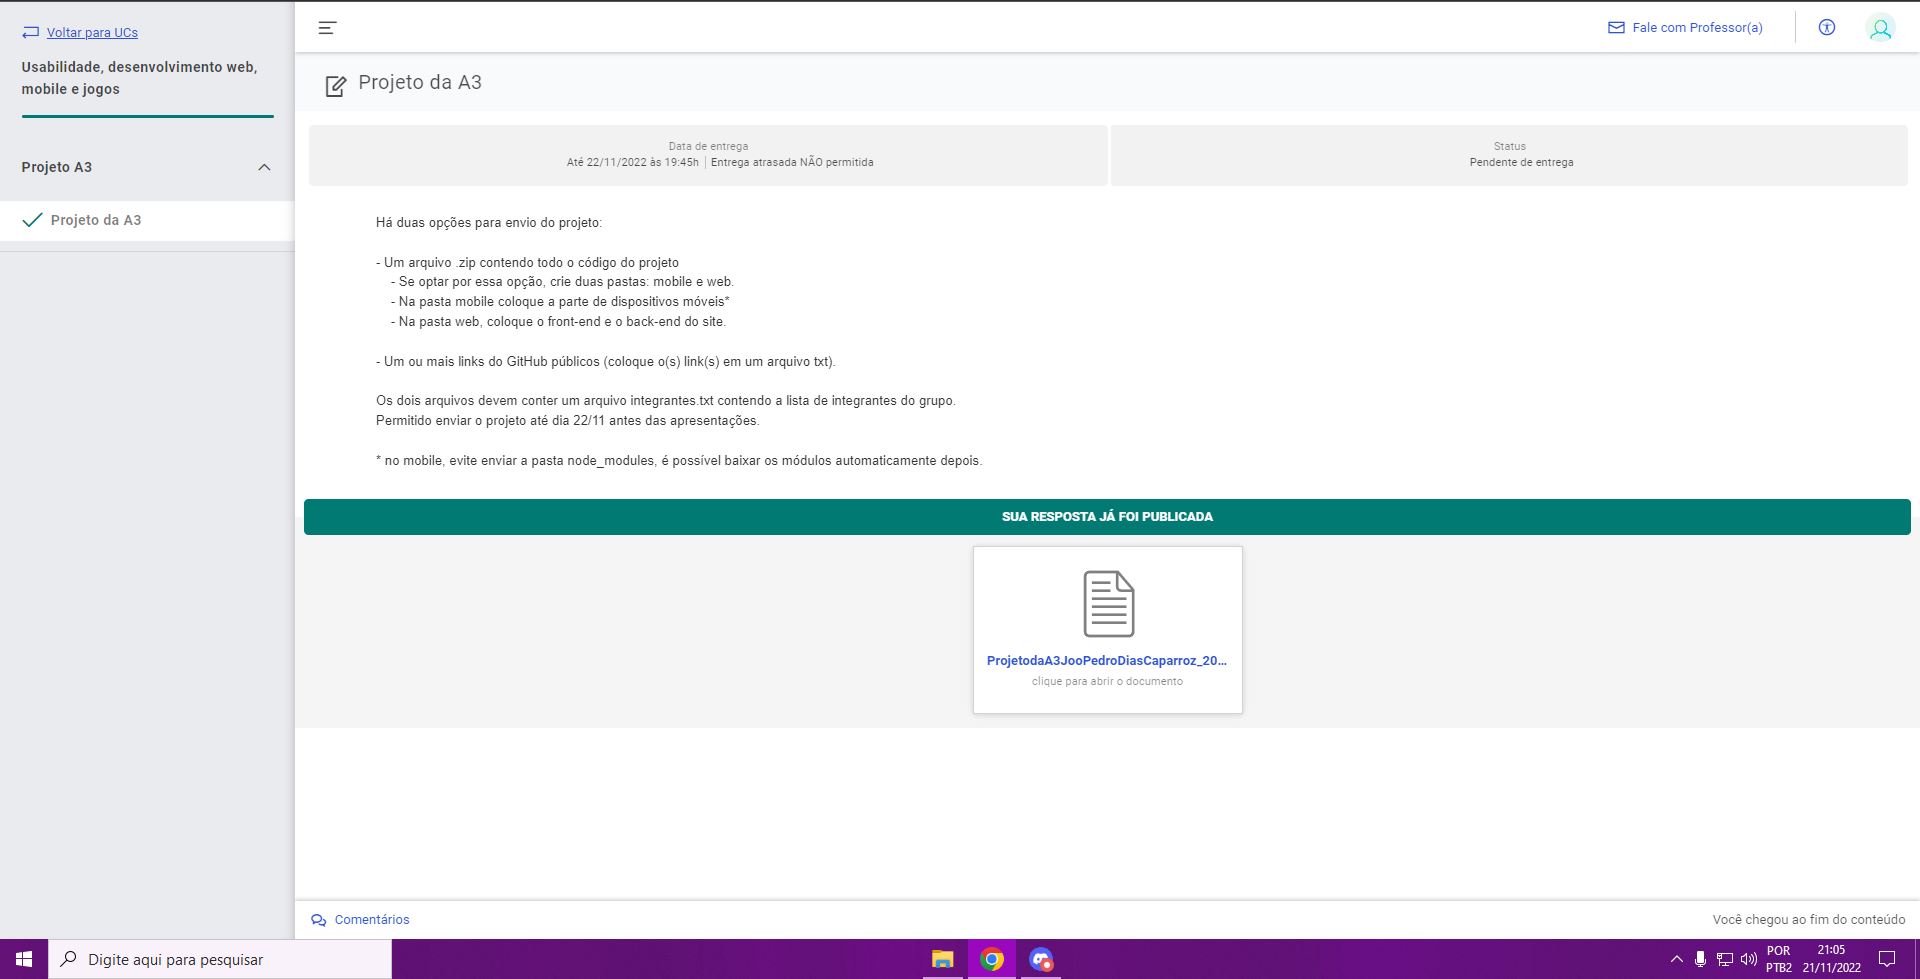 Voltar para UCs
Usabilidade, desenvolvimento web,
mobile e jogos
Projeto A3
Projeto da A3
Fale com Professor(a)
Projeto da A3
Data de entrega
Até 22/11/2022 às 19:45h | Entrega atrasada NÃO permitida
Status
Pendente de entrega
Há duas opções para envio do projeto:
- Um arquivo .zip contendo todo o código do projeto
- Se optar por essa opção, crie duas pastas: mobile e web.
- Na pasta mobile coloque a parte de dispositivos móveis*
- Na pasta web, coloque o front-end e o back-end do site.
- Um ou mais links do GitHub públicos (coloque o(s) link(s) em um arquivo txt).
Os dois arquivos devem conter um arquivo integrantes.txt contendo a lista de integrantes do grupo.
Permitido enviar o projeto até dia 22/11 antes das apresentações.
* no mobile, evite enviar a pasta node_modules, é possível baixar os módulos automaticamente depois.
SUA RESPOSTA JÁ FOI PUBLICADA
ProjetodaA3JooPedroDiasCaparroz_20...
clique para abrir o documento
Comentários
Você chegou ao fim do conteúdo
Digite aqui para pesquisar
POR
PTB2
21:05
21/11/2022